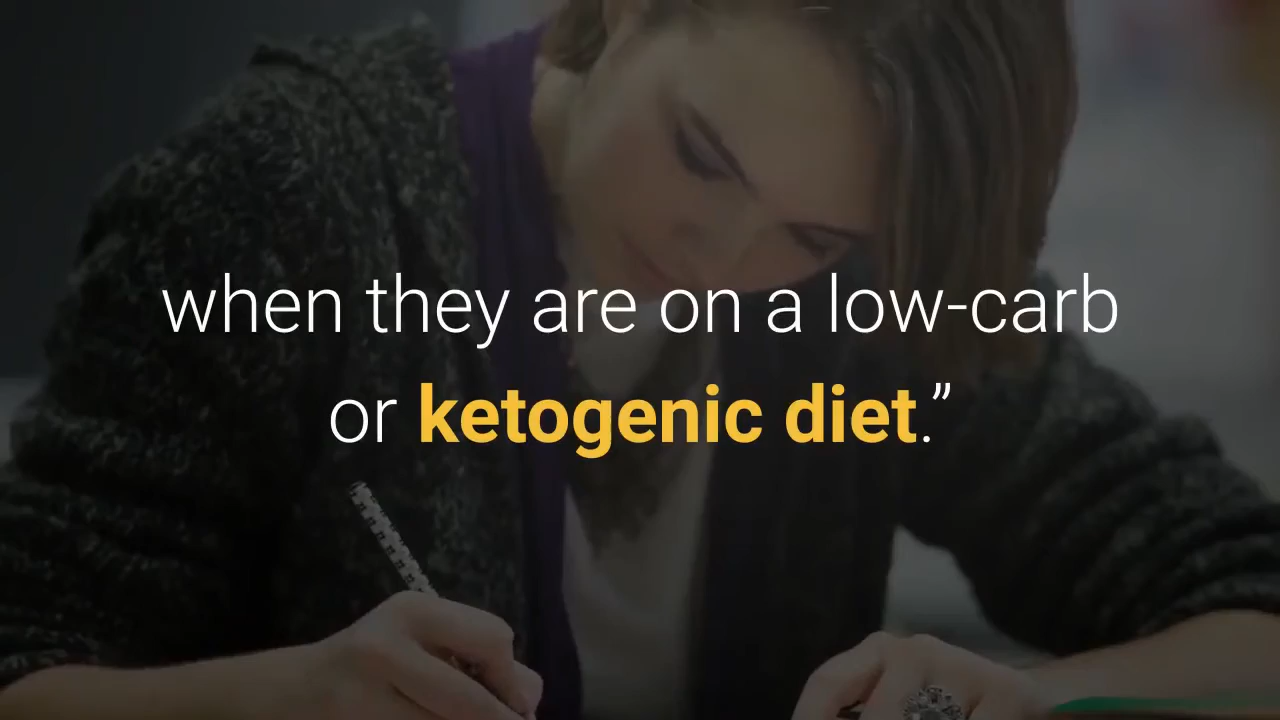 when they are on a low-carb
or ketogenic diet.”